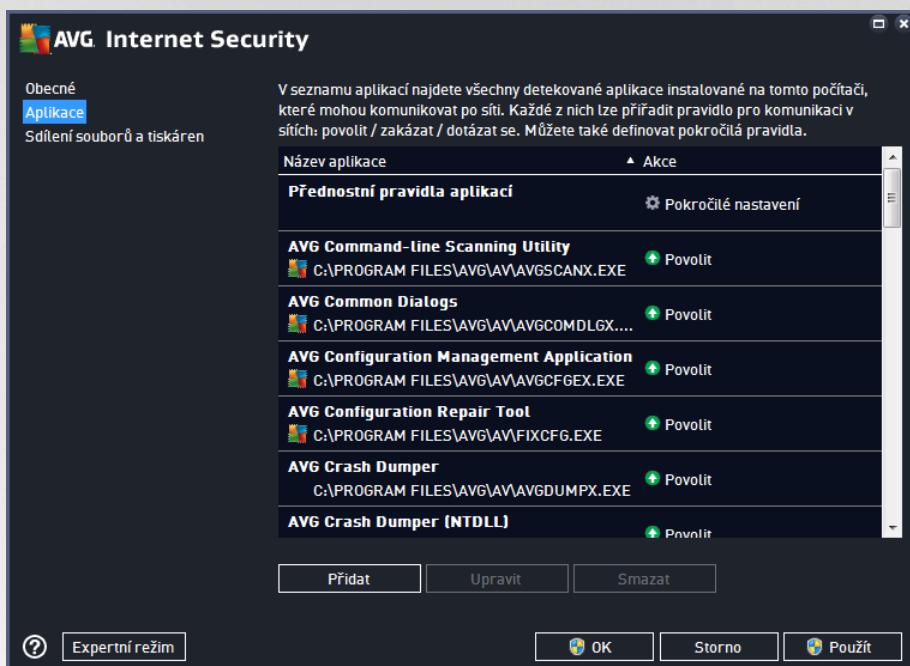 AVG Internet Security
Obecné
Aplikace
Sdílení souborů a tiskáren
V seznamu aplikací najdete všechny detekované aplikace instalované na tomto počítači,
které mohou komunikovat po síti. Každé z nich lze přiřadit pravidlo pro komunikaci v
sítích: povolit / zakázat / dotázat se. Můžete také definovat pokročilá pravidla.
Název aplikace Akce
Přednostní pravidla aplikací
Pokročilé nastavení
AVG Command-line Scanning Utility
C:\PROGRAM FILES\AVG\AV\AVGSCANX.EXE
Povolit
AVG Common Dialogs
C:\PROGRAM FILES\AVG\AV\AVGCOMDLGX....
Povolit
AVG Configuration Management Application
C:\PROGRAM FILES\AVG\AV\AVGCFGEX.EXE
Povolit
AVG Configuration Repair Tool
C:\PROGRAM FILES\AVG\AV\FIXCFG.EXE
Povolit
AVG Crash Dumper
C:\PROGRAM FILES\AVG\AV\AVGDUMPX.EXE
Povolit
AVG Crash Dumper (NTDLL)
Povolit
Přidat Upravit Smazat
? Expertní režim OK Storno Použít